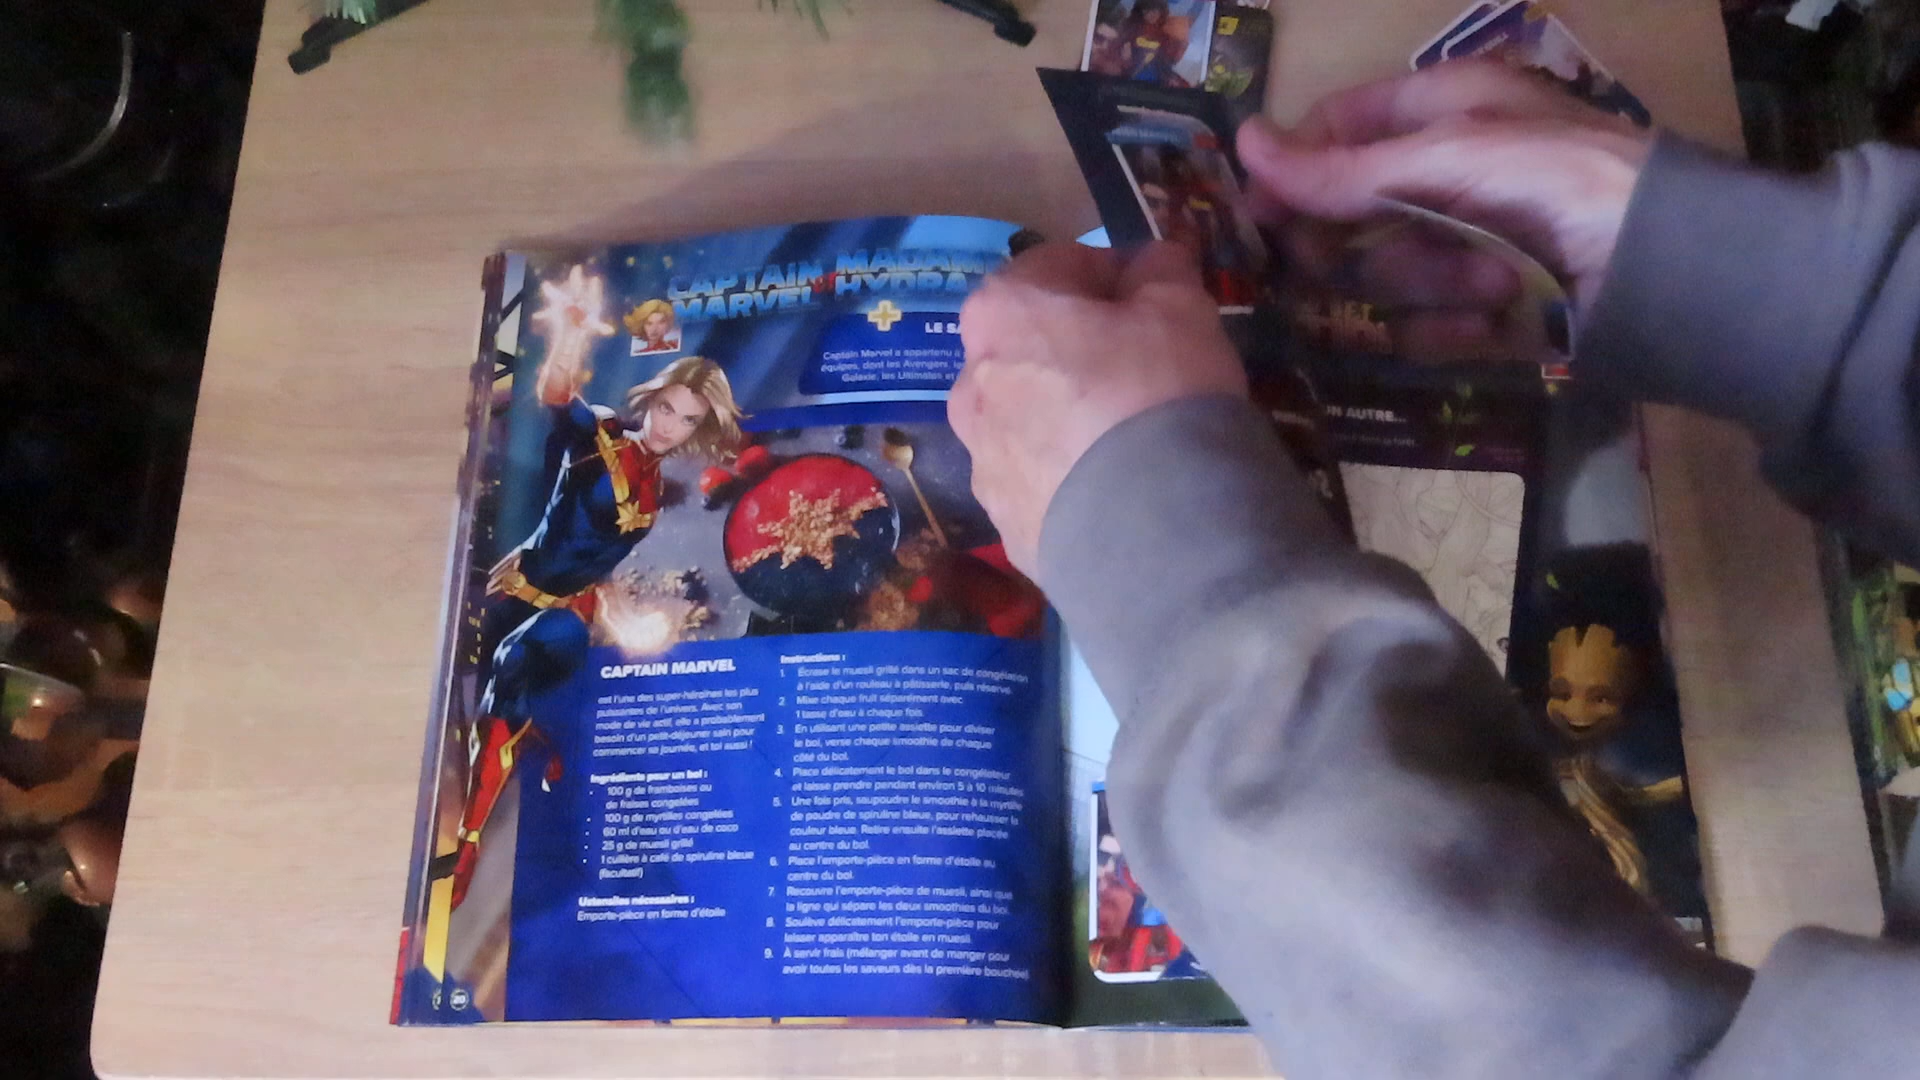 CAPTAIN MARVEL
MADAME HYDRA
LE
Captain Marvel a appartenu à
équipes, dont les Avengers, les
Galaxie, les Ultimates et
CAPTAIN MARVEL
est l'une des super-héroïnes les plus
puissantes de l'univers. Avec son
mode de vie actif, elle a probablement
besoin d'un petit-déjeuner sain pour
commencer sa journée, et toi aussi !
Ingrédients pour un bol :
• 100 g de framboises ou
de fraises congelées
• 100 g de myrtilles congelées
• 60 ml d'eau ou d'eau de coco
• 25 g de muesli grillé
• 1 cuillère à café de spiruline bleue
(facultatif)
Ustensiles nécessaires :
Emporte-pièce en forme d'étoile
Instructions :
1. Écrase le muesli grillé dans un sac de congélation
à l'aide d'un rouleau à pâtisserie, puis réserve.
2. Mixe chaque fruit séparément avec
1 tasse d'eau à chaque fois.
3. En utilisant une petite assiette pour diviser
le bol, verse chaque smoothie de chaque
côté du bol.
4. Place délicatement le bol dans le congélateur
et laisse prendre pendant environ 5 à 10 minutes
5. Une fois pris, saupoudre le smoothie à la myrtille
de poudre de spiruline bleue, pour rehausser la
couleur bleue. Retire ensuite l'assiette placée
au centre du bol.
6. Place l'emporte-pièce en forme d'étoile au
centre du bol.
7. Recouvre l'emporte-pièce de muesli, ainsi que
la ligne qui sépare les deux smoothies du bol.
8. Soulève délicatement l'emporte-pièce pour
laisser apparaître ton étoile en muesli.
9. À servir frais (mélanger avant de manger pour
avoir toutes les saveurs dès la première bouchée)
20
UN AUTRE...
dans la forêt.